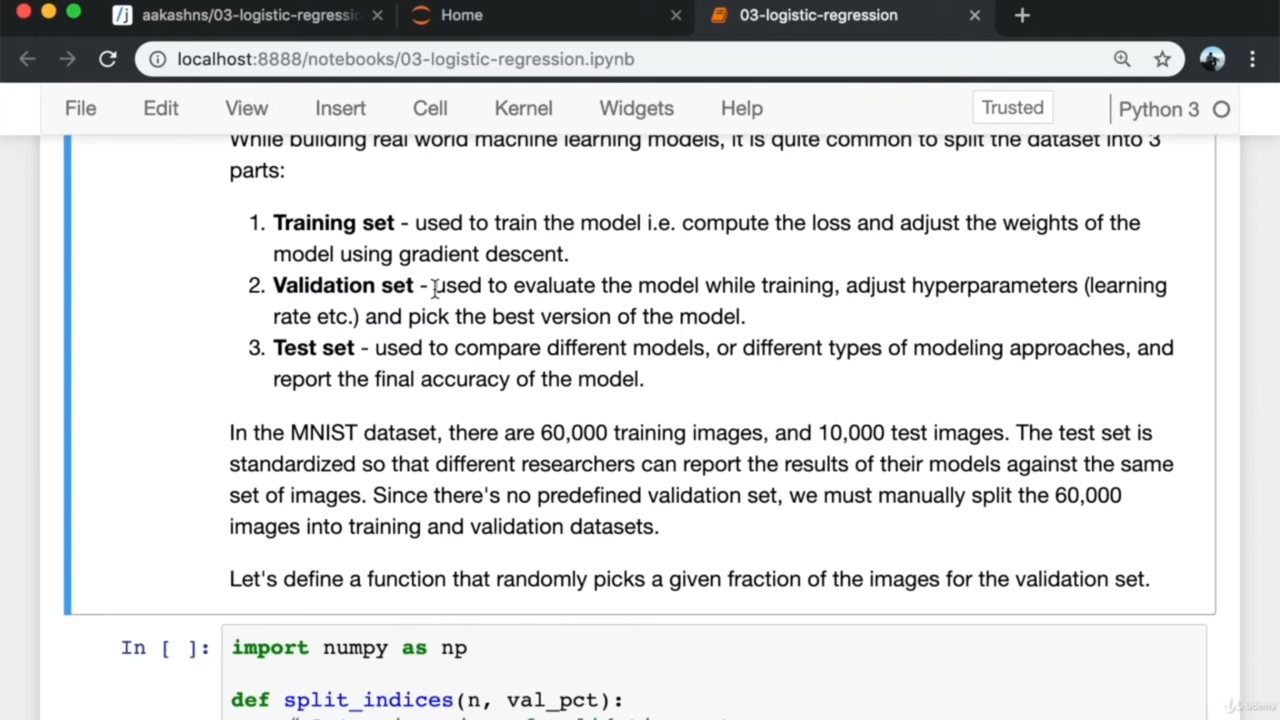 aakashns/03-logistic-regressio
Home
03-logistic-regression
localhost:8888/notebooks/03-logistic-regression.ipynb
File Edit View Insert Cell Kernel Widgets Help Trusted Python 3
While building real world machine learning models, it is quite common to split the dataset into 3
parts:
1. Training set - used to train the model i.e. compute the loss and adjust the weights of the
model using gradient descent.
2. Validation set - used to evaluate the model while training, adjust hyperparameters (learning
rate etc.) and pick the best version of the model.
3. Test set - used to compare different models, or different types of modeling approaches, and
report the final accuracy of the model.
In the MNIST dataset, there are 60,000 training images, and 10,000 test images. The test set is
standardized so that different researchers can report the results of their models against the same
set of images. Since there's no predefined validation set, we must manually split the 60,000
images into training and validation datasets.
Let's define a function that randomly picks a given fraction of the images for the validation set.
In [ ]: import numpy as np
def split_indices(n, val_pct):
Udemy